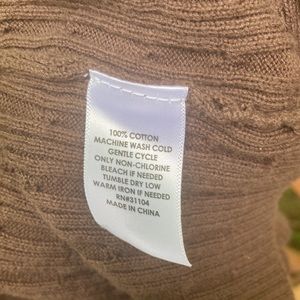 100% COTTON
MACHINE WASH COLD
GENTLE CYCLE
ONLY NON-CHLORINE
BLEACH IF NEEDED
TUMBLE DRY LOW
WARM IRON IF NEEDED
RN#31104
MADE IN CHINA